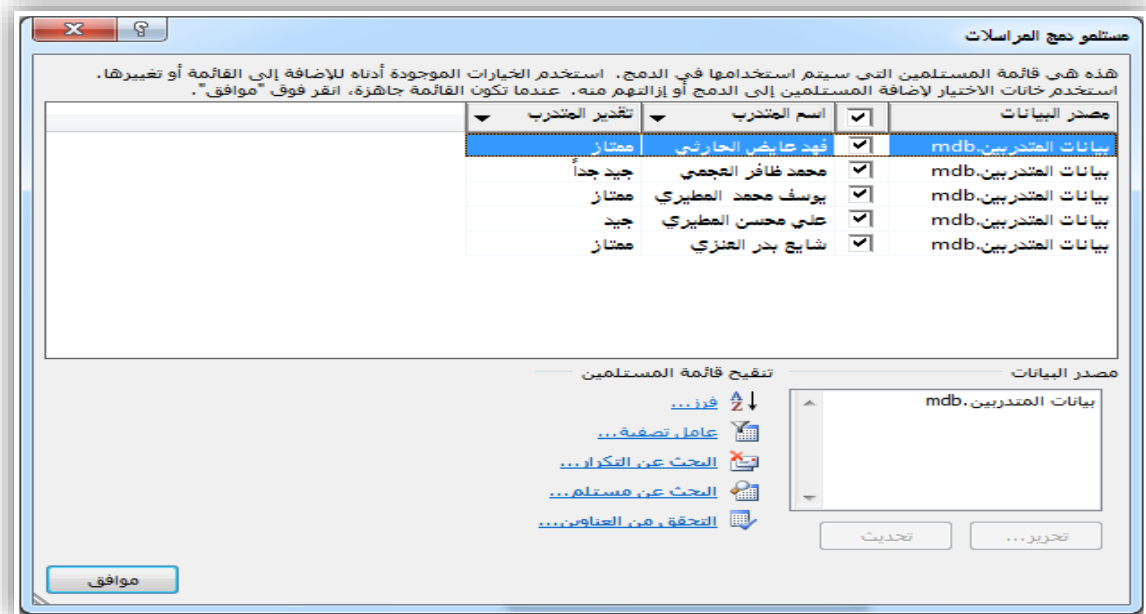 مستلمو دمج المراسلات
هذه هي قائمة المستلمين التي سيتم استخدامها في الدمج. استخدم الخيارات الموجودة أدناه للإضافة إلى القائمة أو تغييرها.
استخدم خانات الاختيار لإضافة المستلمين إلى الدمج أو إزالتهم منه. عندما تكون القائمة جاهزة، انقر فوق "موافق".
مصدر البيانات اسم المتدرب تقدير المتدرب
بيانات المتدربين.mdb فهد عايض الحارثي ممتاز
بيانات المتدربين.mdb محمد ظافر العجمي جيد جداً
بيانات المتدربين.mdb يوسف محمد المطيري ممتاز
بيانات المتدربين.mdb علي محسن المطيري جيد
بيانات المتدربين.mdb شايع بدر العنزي ممتاز
مصدر البيانات
بيانات المتدربين.mdb
تحرير...
تحديث
تنقيح قائمة المستلمين
فرز...
عامل تصفية...
البحث عن التكرار...
البحث عن مستلم...
التحقق من العناوين...
موافق